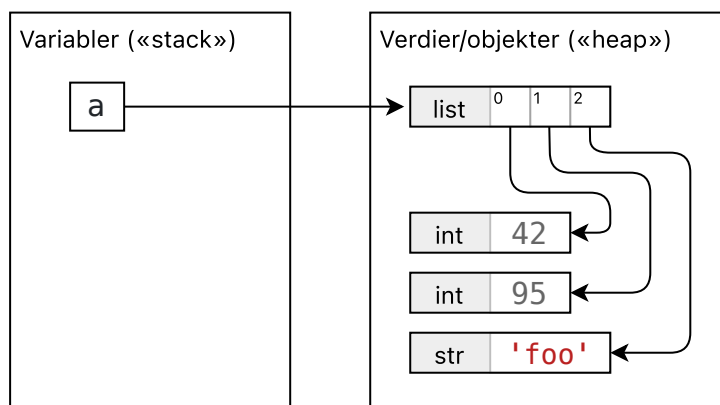 Variabler («stack»)
a
Verdier/objekter («heap»)
list 0 1 2
int 42
int 95
str 'foo'